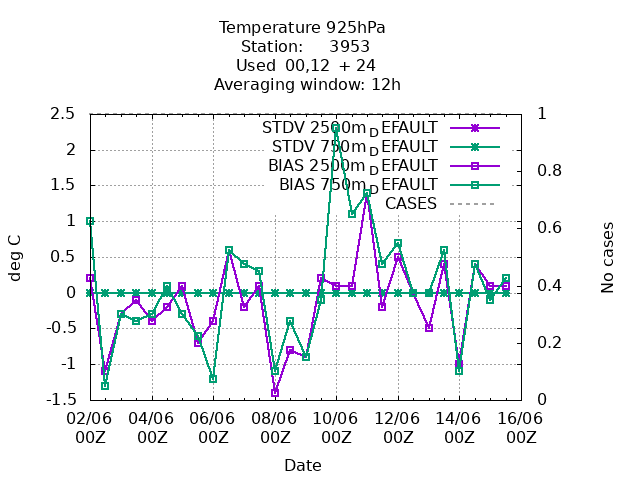 Temperature 925hPa
Station: 3953
Used 00,12 + 24
Averaging window: 12h
STDV 2500m_DEFAULT
STDV 750m_DEFAULT
BIAS 2500m_DEFAULT
BIAS 750m_DEFAULT
CASES
2.5
2
1.5
1
0.5
0
-0.5
-1
-1.5
deg C
1
0.8
0.6
0.4
0.2
0
No cases
02/06 04/06 06/06 08/06 10/06 12/06 14/06 16/06
00Z 00Z 00Z 00Z 00Z 00Z 00Z 00Z
Date